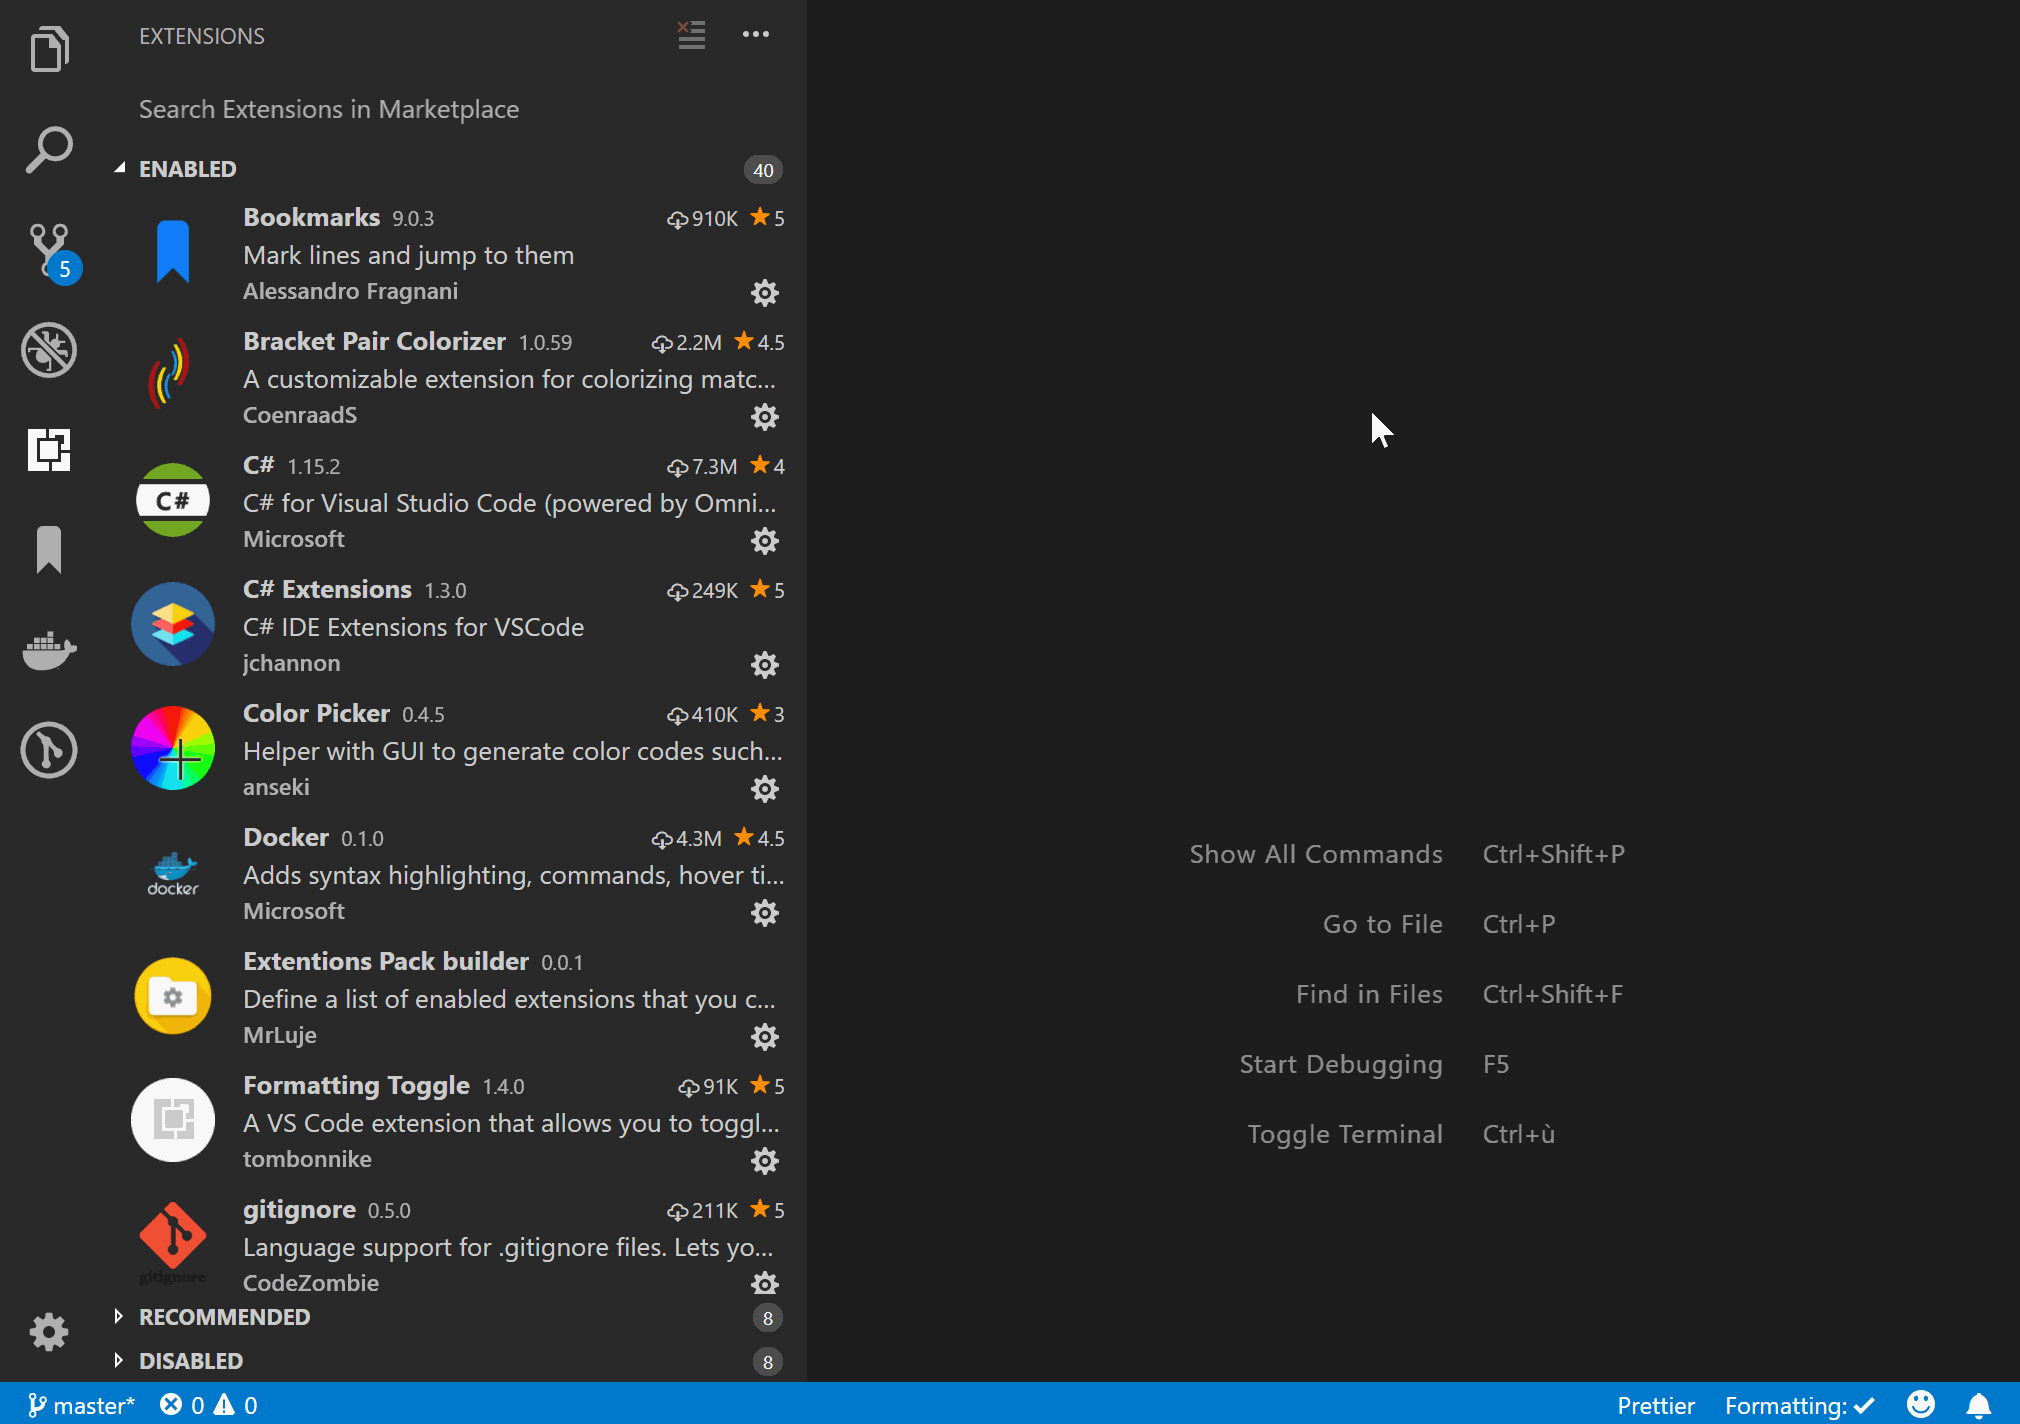 EXTENSIONS
Search Extensions in Marketplace
ENABLED 40
Bookmarks 9.0.3 910K 5
Mark lines and jump to them
Alessandro Fragnani
Bracket Pair Colorizer 1.0.59 2.2M 4.5
A customizable extension for colorizing matc...
CoenraadS
C#
C# 1.15.2 7.3M 4
C# for Visual Studio Code (powered by Omni...
Microsoft
C# Extensions 1.3.0 249K 5
C# IDE Extensions for VSCode
jchannon
Color Picker 0.4.5 410K 3
Helper with GUI to generate color codes such...
anseki
docker
Docker 0.1.0 4.3M 4.5
Adds syntax highlighting, commands, hover ti...
Microsoft
Extentions Pack builder 0.0.1
Define a list of enabled extensions that you c...
MrLuje
Formatting Toggle 1.4.0 91K 5
A VS Code extension that allows you to toggl...
tombonnike
gitignore 0.5.0 211K 5
Language support for .gitignore files. Lets yo...
gitignore
CodeZombie
RECOMMENDED 8
DISABLED 8
5
Show All Commands Ctrl+Shift+P
Go to File Ctrl+P
Find in Files Ctrl+Shift+F
Start Debugging F5
Toggle Terminal Ctrl+ù
master* 0 0 Prettier Formatting: